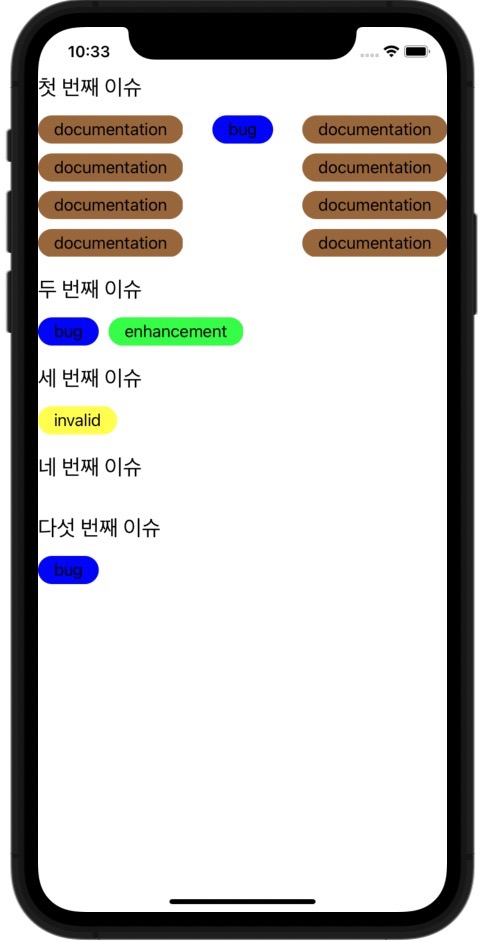 10:33
첫 번째 이슈
documentation bug documentation
documentation documentation
documentation documentation
documentation documentation
두 번째 이슈
bug enhancement
세 번째 이슈
invalid
네 번째 이슈
다섯 번째 이슈
bug